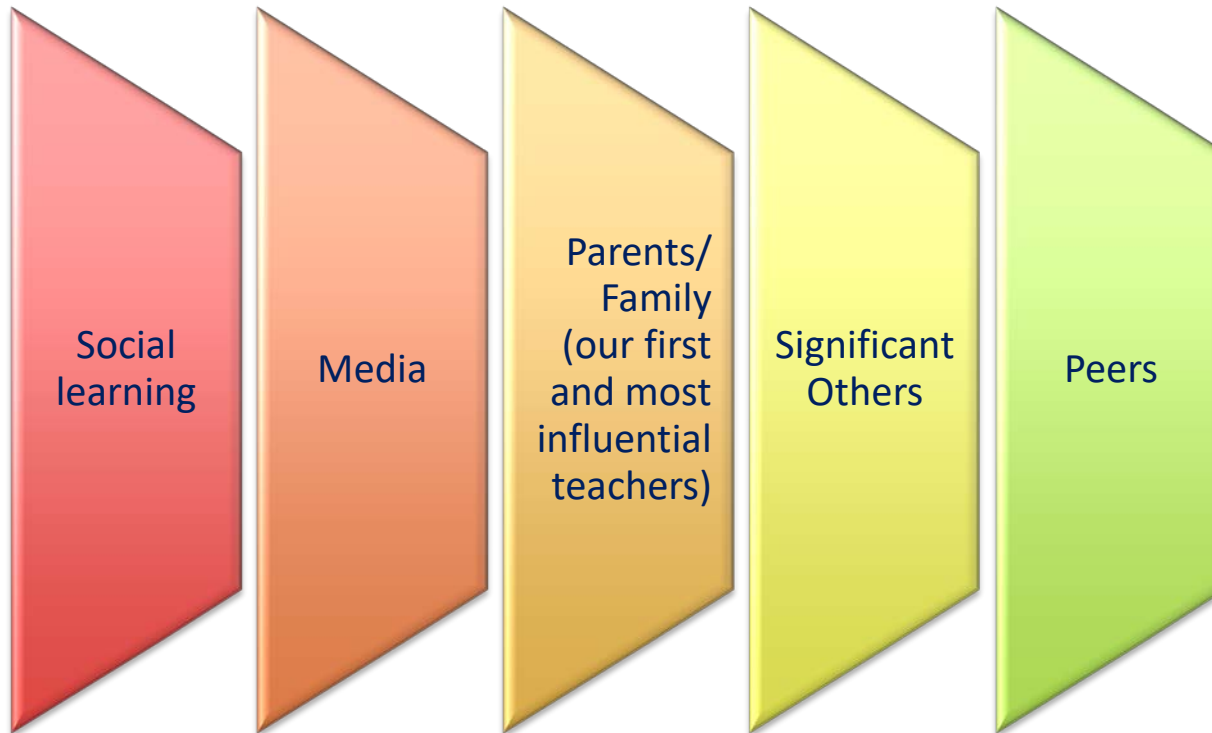 Social
learning
Media
Parents/
Family
(our first
and most
influential
teachers)
Significant
Others
Peers